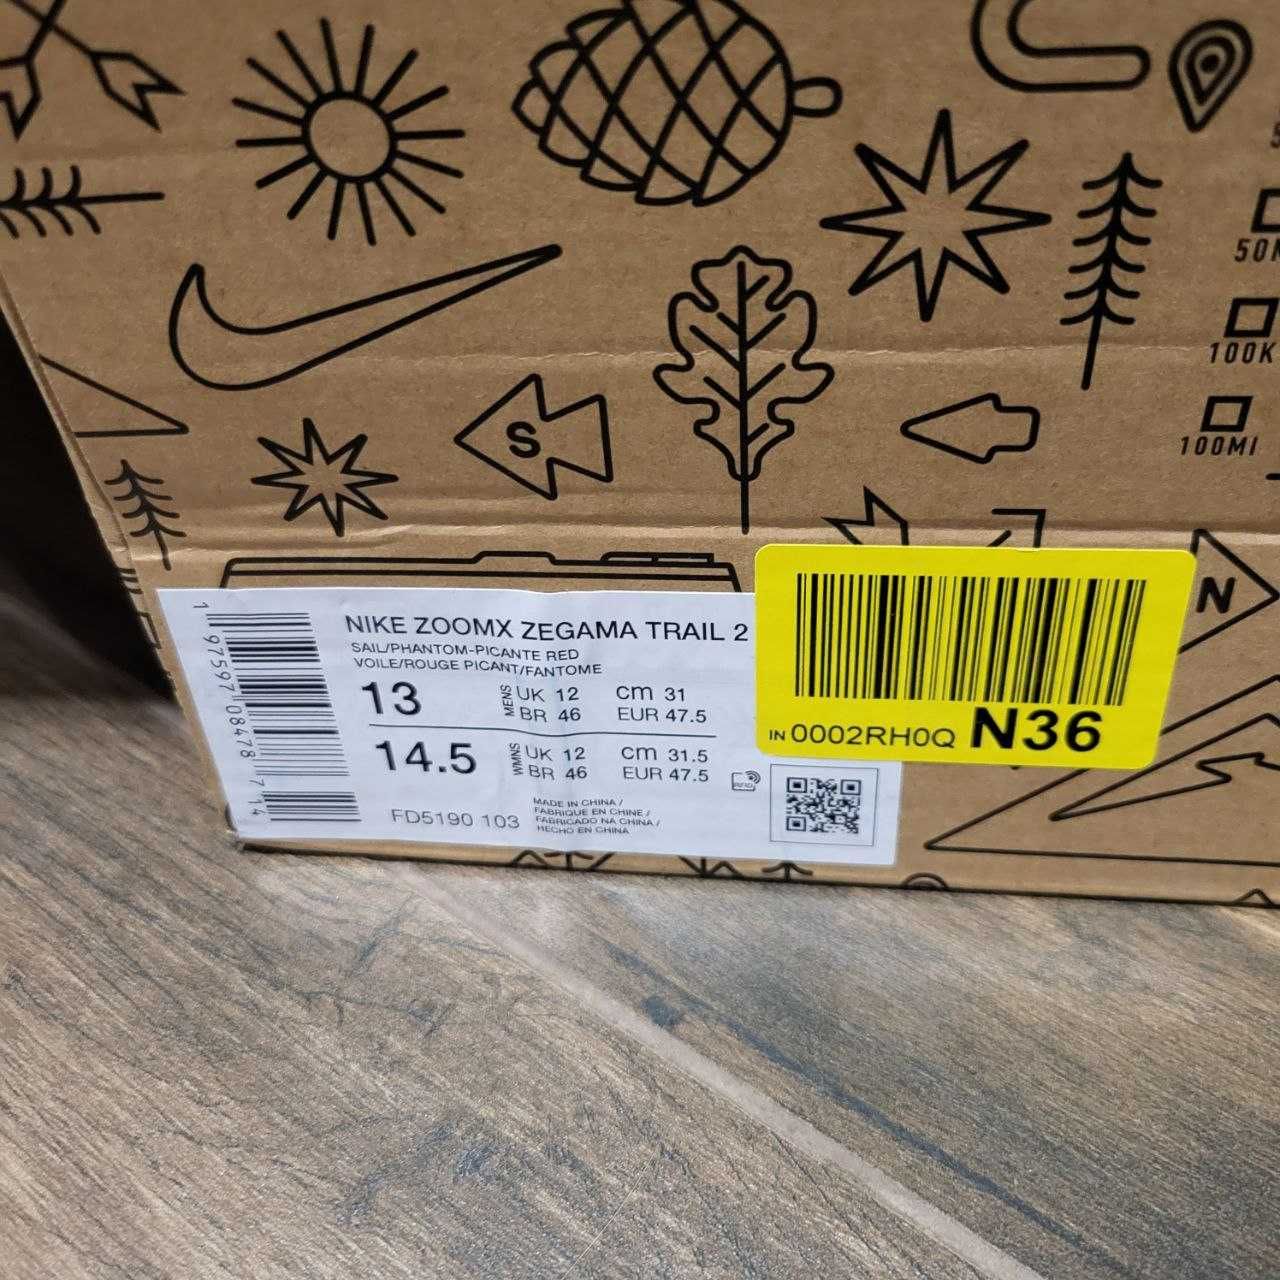 50K
100K
100MI
S
N
NIKE ZOOMX ZEGAMA TRAIL 2
SAIL/PHANTOM-PICANTE RED
VOILE/ROUGE PICANT/FANTOME
13 MENS UK 12 cm 31
BR 46 EUR 47.5
14.5 WMNS UK 12 cm 31.5
BR 46 EUR 47.5
FD5190 103
MADE IN CHINA /
FABRIQUE EN CHINE /
FABRICADO NA CHINA /
HECHO EN CHINA
1 97597 08478 7 14
IN 0002RH0Q N36